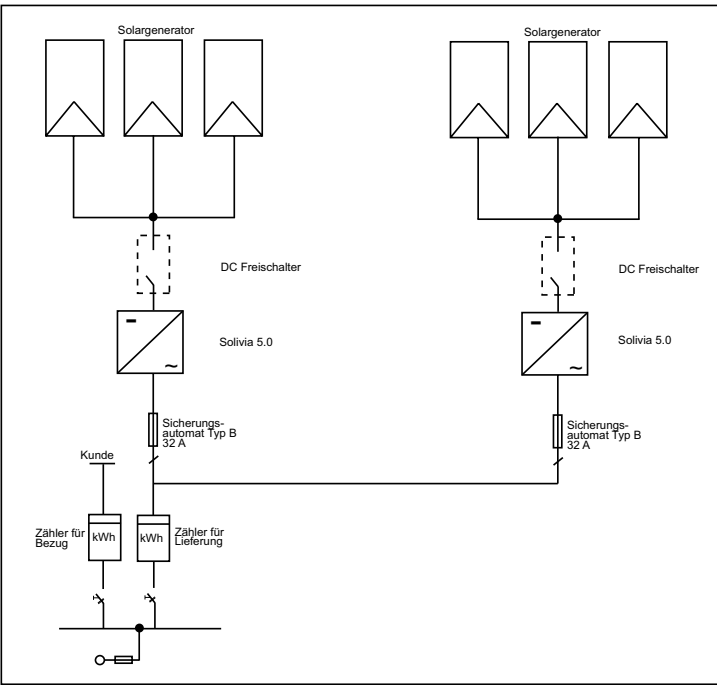 Solargenerator
Solargenerator
DC Freischalter
DC Freischalter
Solivia 5.0
Solivia 5.0
Sicherungs-
automat Typ B
32 A
Sicherungs-
automat Typ B
32 A
Kunde
Zähler für
Bezug
kWh
kWh
Zähler für
Lieferung